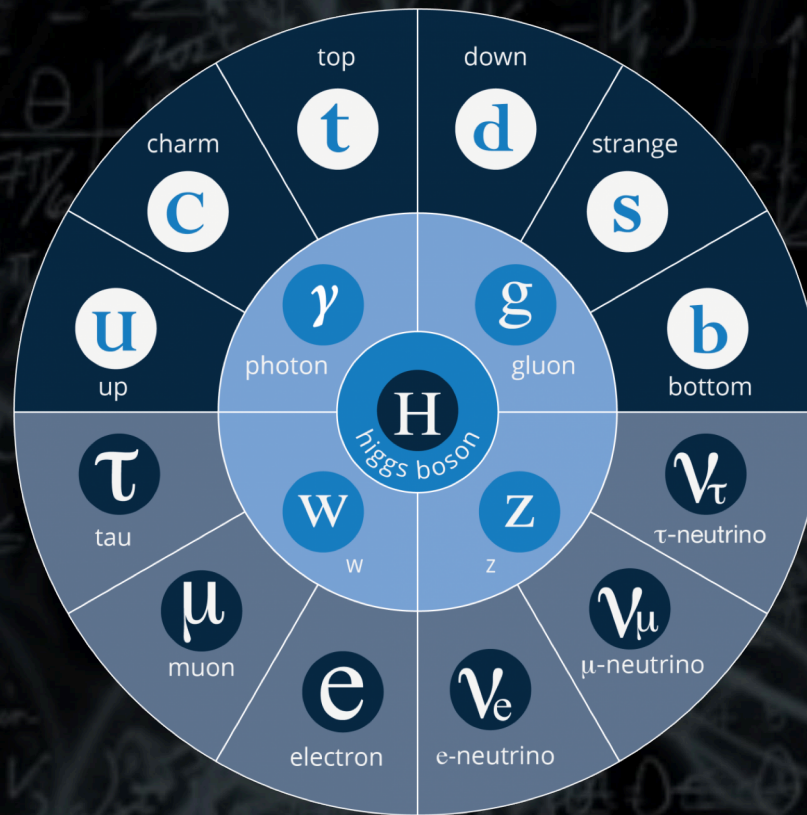 top
t
down
d
charm
c
strange
s
up
u
bottom
b
γ
photon
g
gluon
H
higgs boson
W
w
Z
z
τ
tau
ντ
τ-neutrino
μ
muon
νμ
μ-neutrino
e
electron
νe
e-neutrino
θ